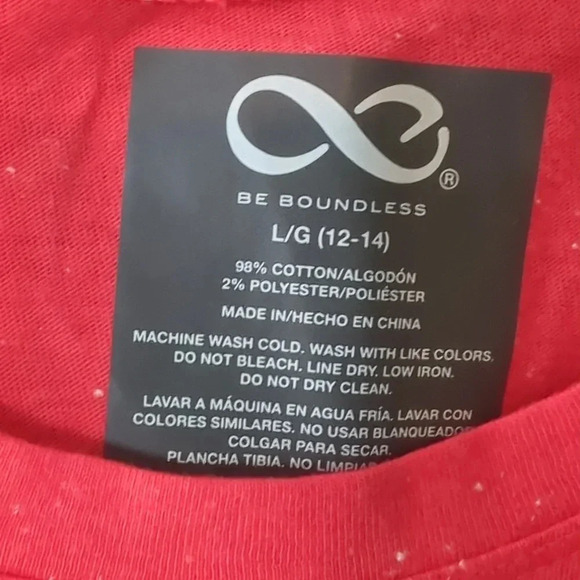 ®
BE BOUNDLESS
L/G (12-14)
98% COTTON/ALGODÓN
2% POLYESTER/POLIÉSTER
MADE IN/HECHO EN CHINA
MACHINE WASH COLD. WASH WITH LIKE COLORS.
DO NOT BLEACH. LINE DRY. LOW IRON.
DO NOT DRY CLEAN.
LAVAR A MÁQUINA EN AGUA FRÍA. LAVAR CON
COLORES SIMILARES. NO USAR
COLGAR PARA SECAR.
PLANCHA TIBIA. NO